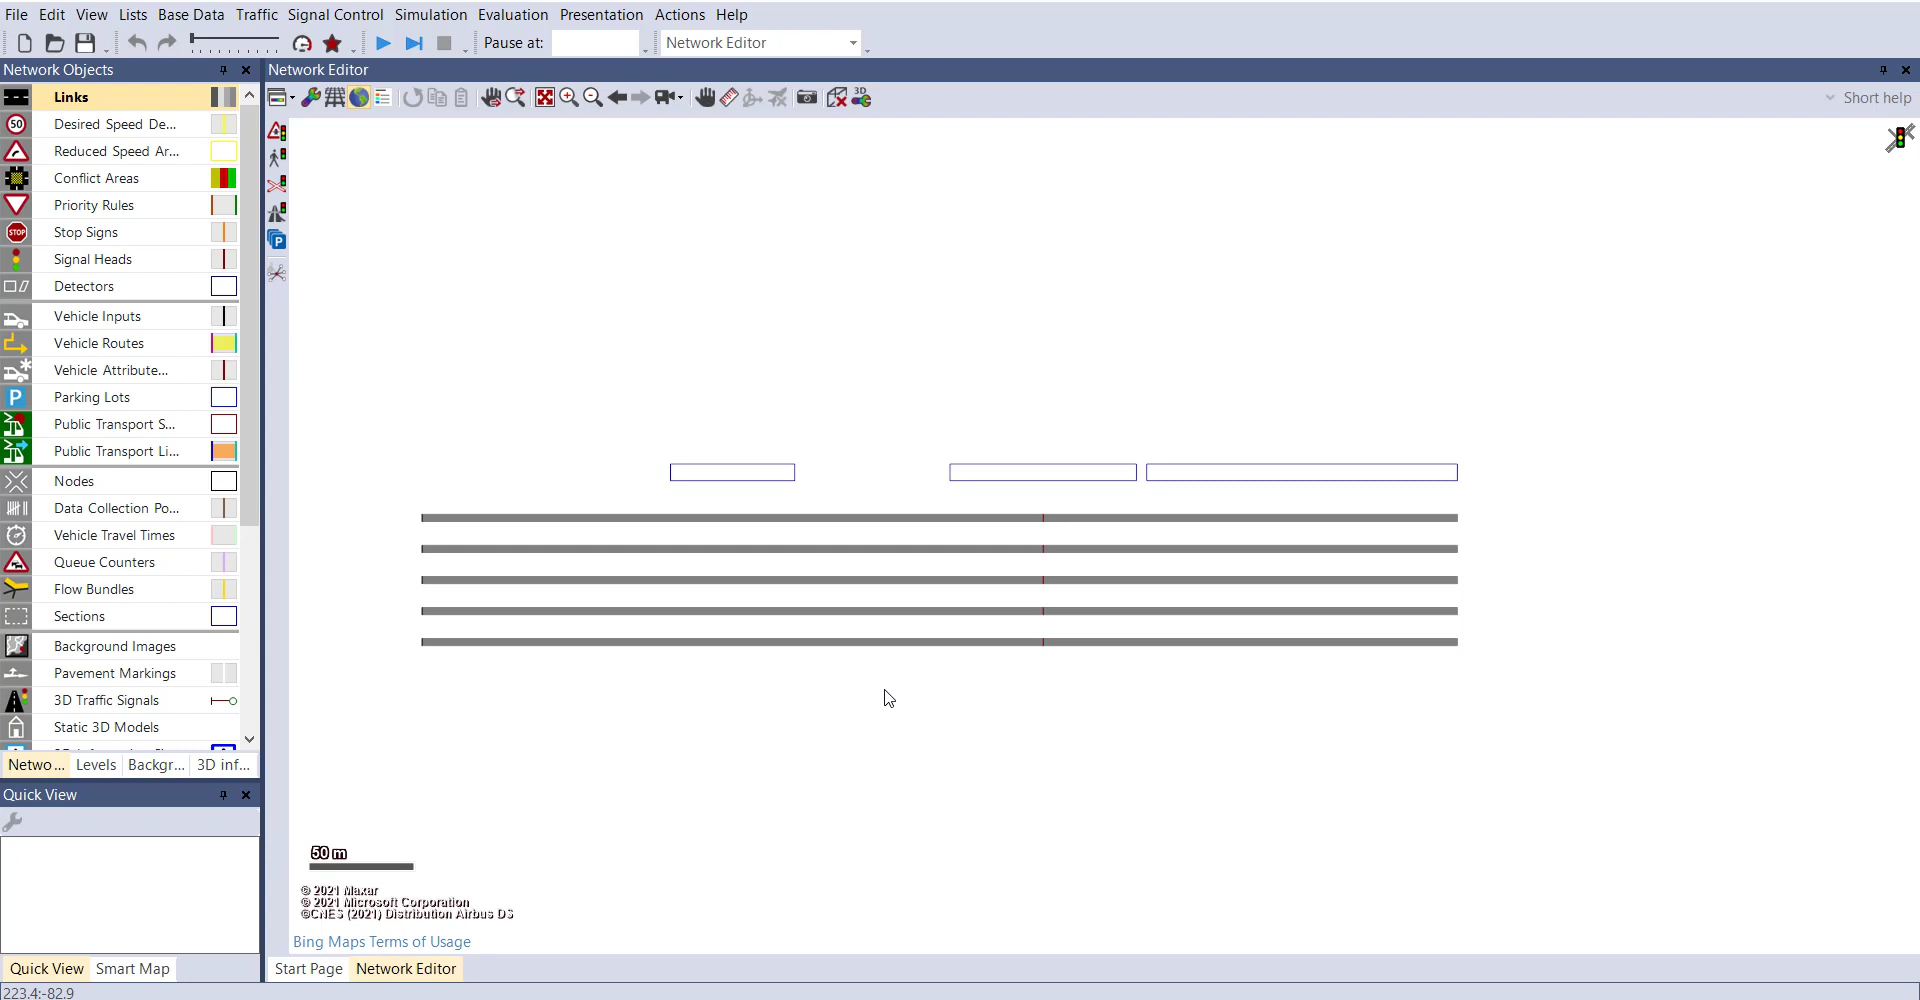 File Edit View Lists Base Data Traffic Signal Control Simulation Evaluation Presentation Actions Help
Pause at: Network Editor
Network Objects
Links
Desired Speed De...
Reduced Speed Ar...
Conflict Areas
Priority Rules
Stop Signs
Signal Heads
Detectors
Vehicle Inputs
Vehicle Routes
Vehicle Attribute...
Parking Lots
Public Transport S...
Public Transport Li...
Nodes
Data Collection Po...
Vehicle Travel Times
Queue Counters
Flow Bundles
Sections
Background Images
Pavement Markings
3D Traffic Signals
Static 3D Models
Netwo... Levels Backgr... 3D inf...
Quick View
Quick View Smart Map
223.4:-82.9
Network Editor
3D
Short help
50 m
© 2021 Maxar
© 2021 Microsoft Corporation
©CNES (2021) Distribution Airbus DS
Bing Maps Terms of Usage
Start Page Network Editor